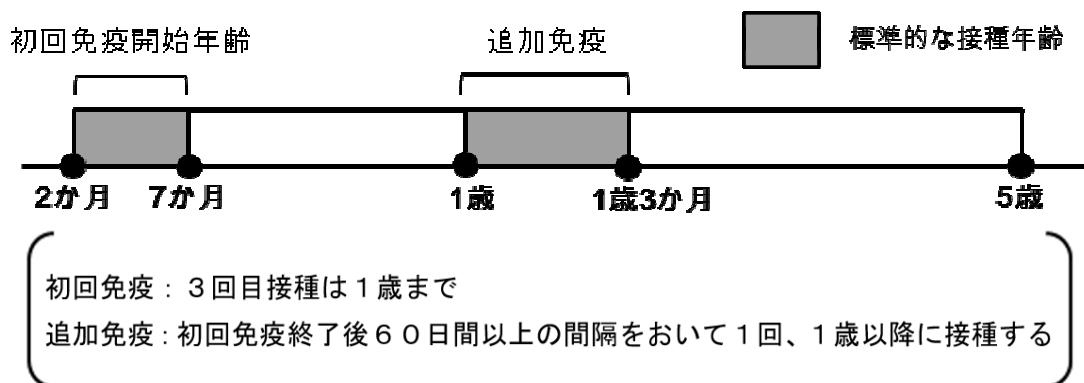 初回免疫開始年齢 追加免疫 標準的な接種年齢
2か月 7か月 1歳 1歳3か月 5歳
初回免疫：３回目接種は１歳まで
追加免疫：初回免疫終了後６０日間以上の間隔をおいて１回、１歳以降に接種する